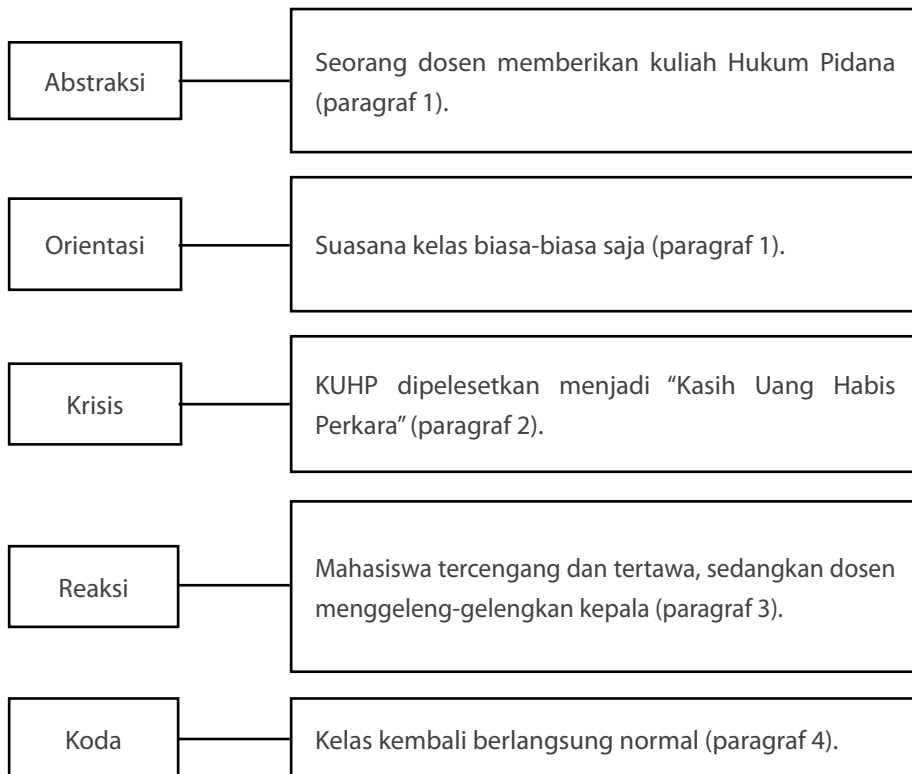 Abstraksi
Seorang dosen memberikan kuliah Hukum Pidana
(paragraf 1).
Orientasi
Suasana kelas biasa-biasa saja (paragraf 1).
Krisis
KUHP dipelesetkan menjadi “Kasih Uang Habis
Perkara” (paragraf 2).
Reaksi
Mahasiswa tercengang dan tertawa, sedangkan dosen
menggeleng-gelengkan kepala (paragraf 3).
Koda
Kelas kembali berlangsung normal (paragraf 4).